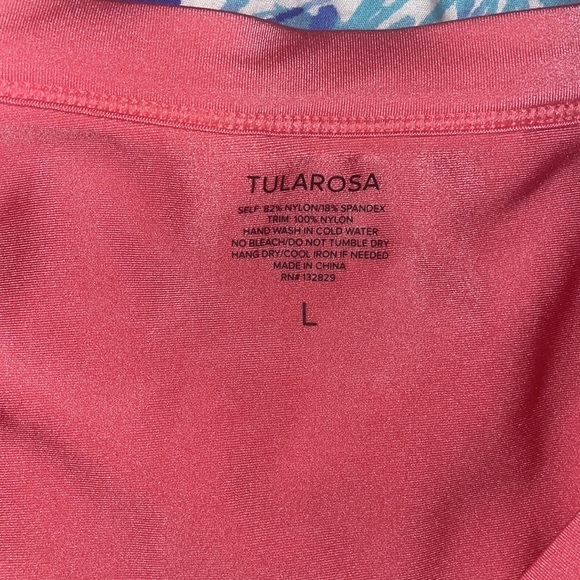 TULAROSA
SELF: 82% NYLON/18% SPANDEX
TRIM: 100% NYLON
HAND WASH IN COLD WATER
NO BLEACH/DO NOT TUMBLE DRY
HANG DRY/COOL IRON IF NEEDED
MADE IN CHINA
RN# 132829
L